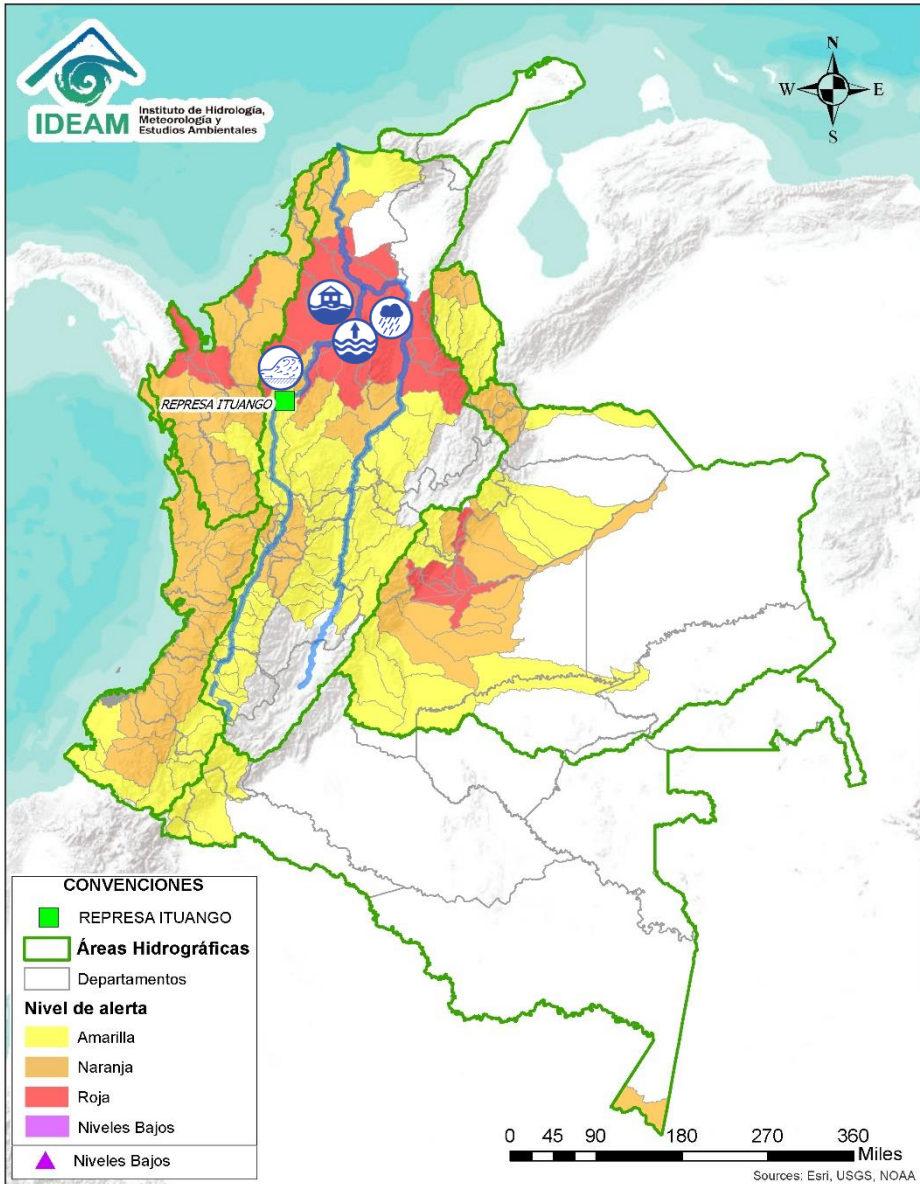 IDEAM
Instituto de Hidrología,
Meteorología y
Estudios Ambientales
N
W
E
S
REPRESA ITUANGO
CONVENCIONES
REPRESA ITUANGO
Áreas Hidrográficas
Departamentos
Nivel de alerta
Amarilla
Naranja
Roja
Niveles Bajos
Niveles Bajos
0 45 90 180 270 360
Miles
Sources: Esri, USGS, NOAA